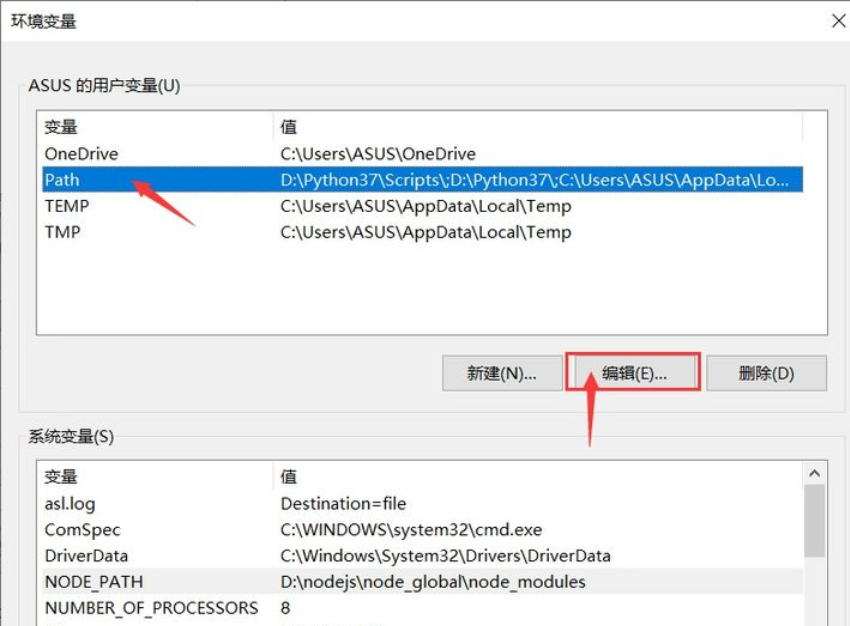 环境变量
ASUS 的用户变量(U)
变量 值
OneDrive C:\Users\ASUS\OneDrive
Path D:\Python37\Scripts\;D:\Python37\;C:\Users\ASUS\AppData\Lo...
TEMP C:\Users\ASUS\AppData\Local\Temp
TMP C:\Users\ASUS\AppData\Local\Temp
新建(N)... 编辑(E)... 删除(D)
系统变量(S)
变量 值
asl.log Destination=file
ComSpec C:\WINDOWS\system32\cmd.exe
DriverData C:\Windows\System32\Drivers\DriverData
NODE_PATH D:\nodejs\node_global\node_modules
NUMBER_OF_PROCESSORS 8